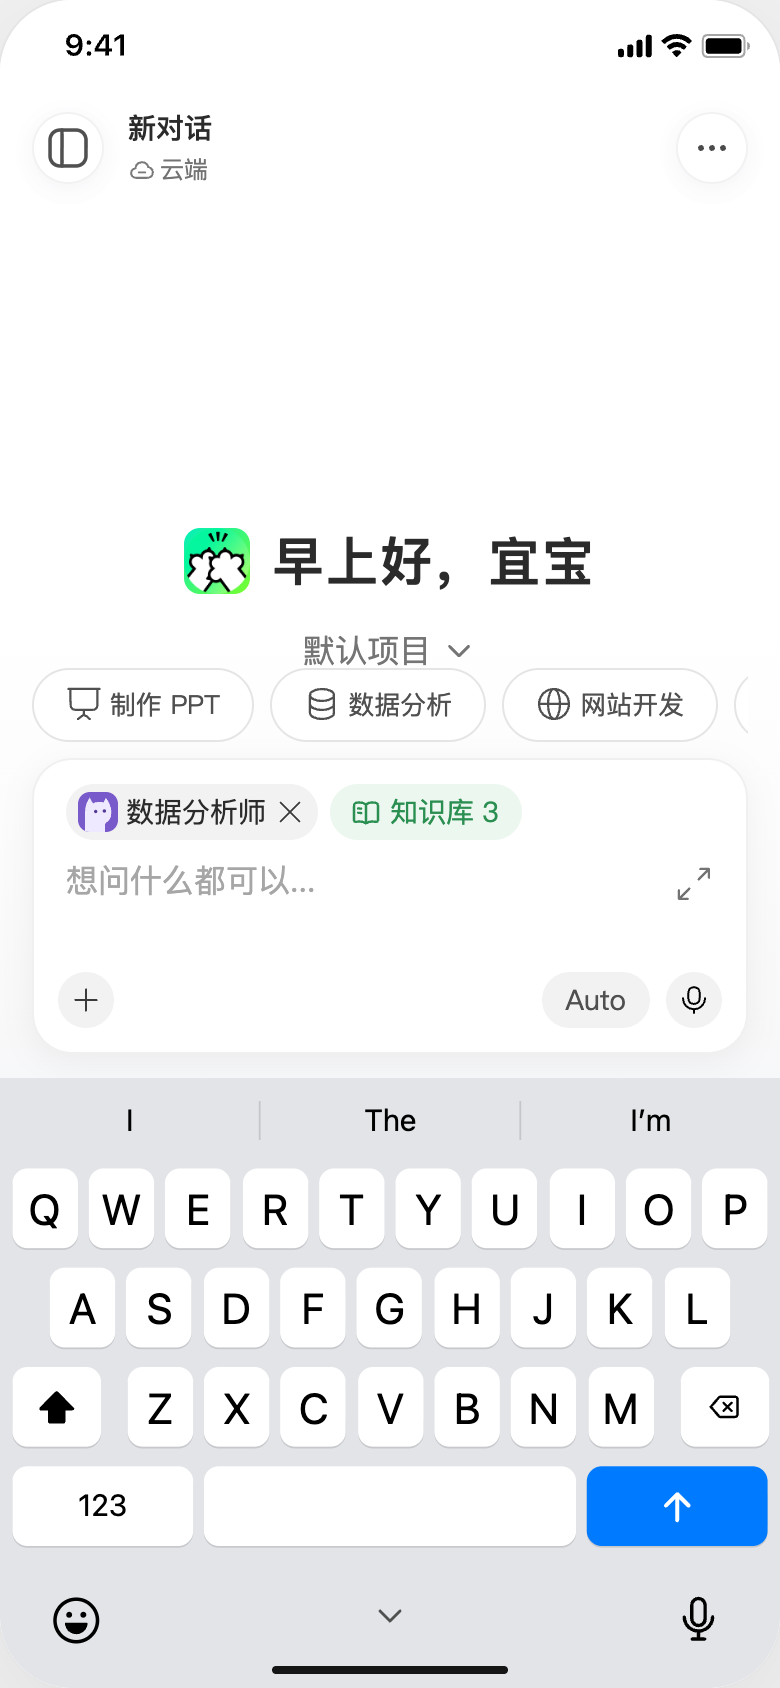 9:41
新对话
云端
早上好，宜宝
默认项目
制作 PPT 数据分析 网站开发
数据分析师 知识库 3
想问什么都可以...
Auto
I The I’m
Q W E R T Y U I O P
A S D F G H J K L
Z X C V B N M
123